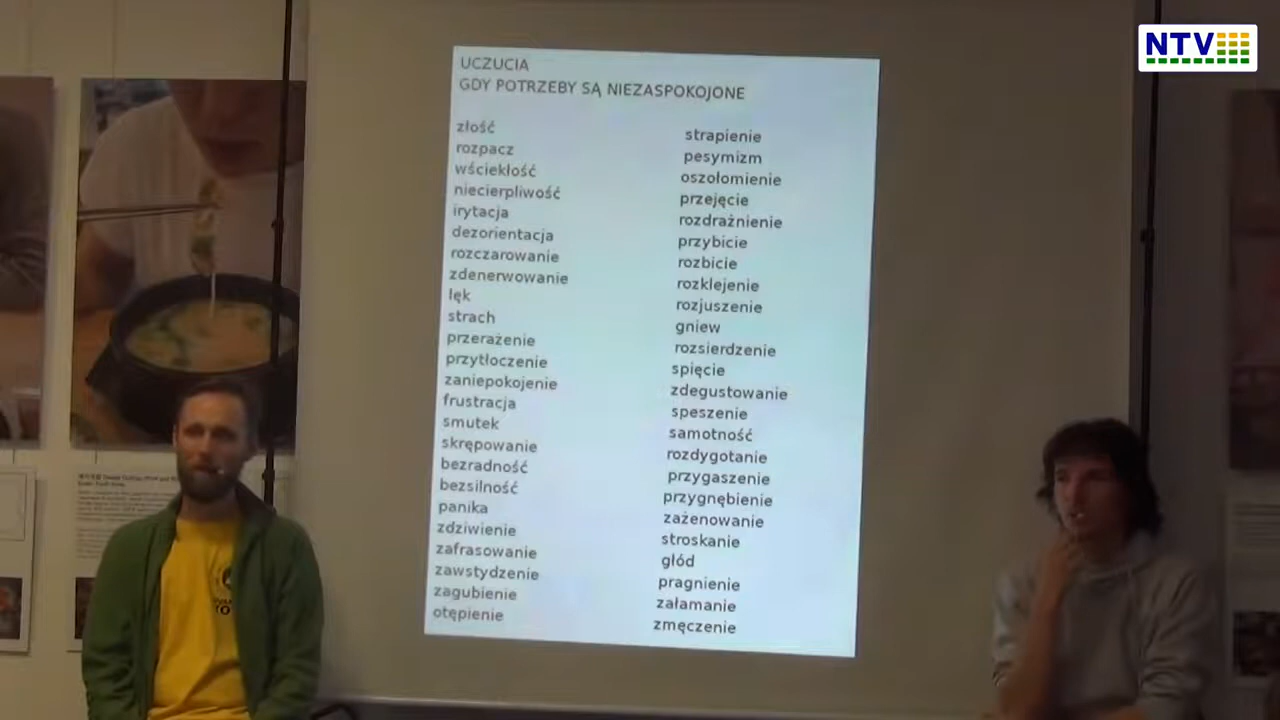 NTV
UCZUCIA
GDY POTRZEBY SĄ NIEZASPOKOJONE
złość
rozpacz
wściekłość
niecierpliwość
irytacja
dezorientacja
rozczarowanie
zdenerwowanie
lęk
strach
przerażenie
przytłoczenie
zaniepokojenie
frustracja
smutek
skrępowanie
bezradność
bezsilność
panika
zdziwienie
zafrasowanie
zawstydzenie
zagubienie
otępienie
strapienie
pesymizm
oszołomienie
przejęcie
rozdrażnienie
przybicie
rozbicie
rozklejenie
rozjuszenie
gniew
rozsierdzenie
spięcie
zdegustowanie
speszenie
samotność
rozdygotanie
przygaszenie
przygnębienie
zażenowanie
stroskanie
głód
pragnienie
załamanie
zmęczenie